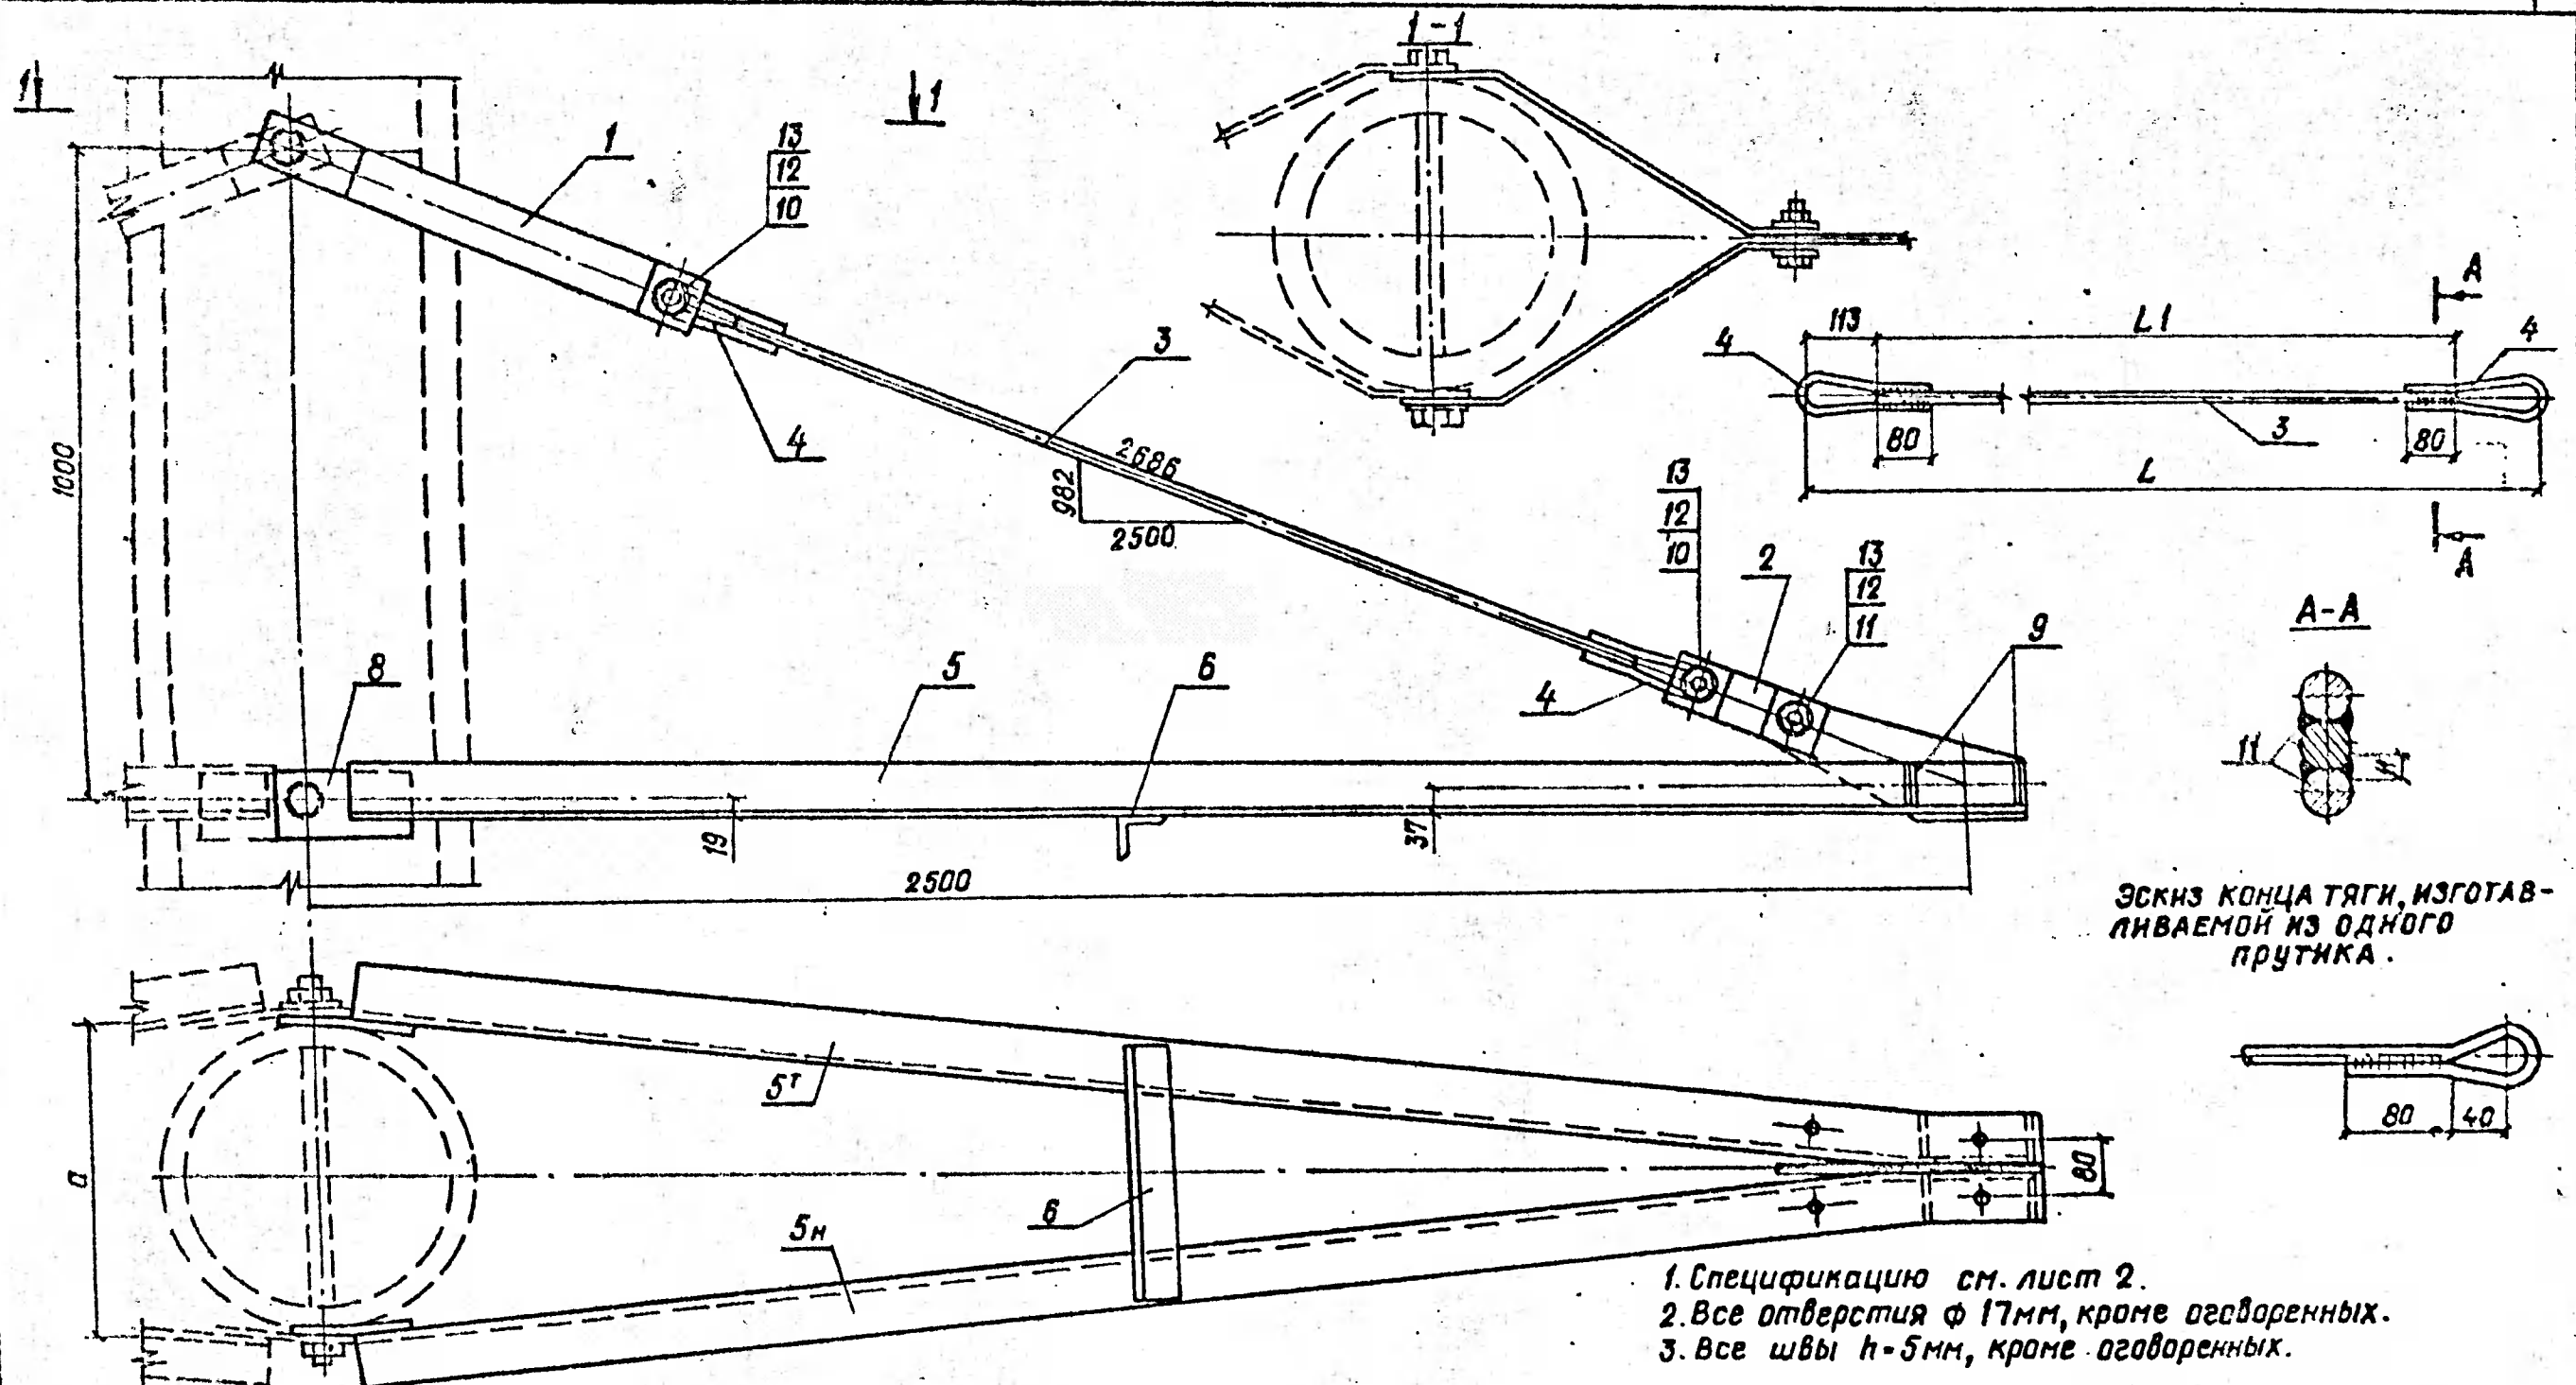 1-1
1
1
1
13
12
10
3
4
1000
2686
982
2500
13
12
10
2
13
12
11
9
4
8
5
6
19
37
2500
A
113
L1
4
4
80
3
80
L
A
A-A
11
11
ЭСКИЗ КОНЦА ТЯГИ, ИЗГОТАВ-
ЛИВАЕМОЙ ИЗ ОДНОГО
ПРУТИКА.
80
40
a
5т
5н
6
80
1. Спецификацию см. лист 2.
2. Все отверстия ф 17мм, кроме оговоренных.
3. Все швы h=5мм, кроме оговоренных.